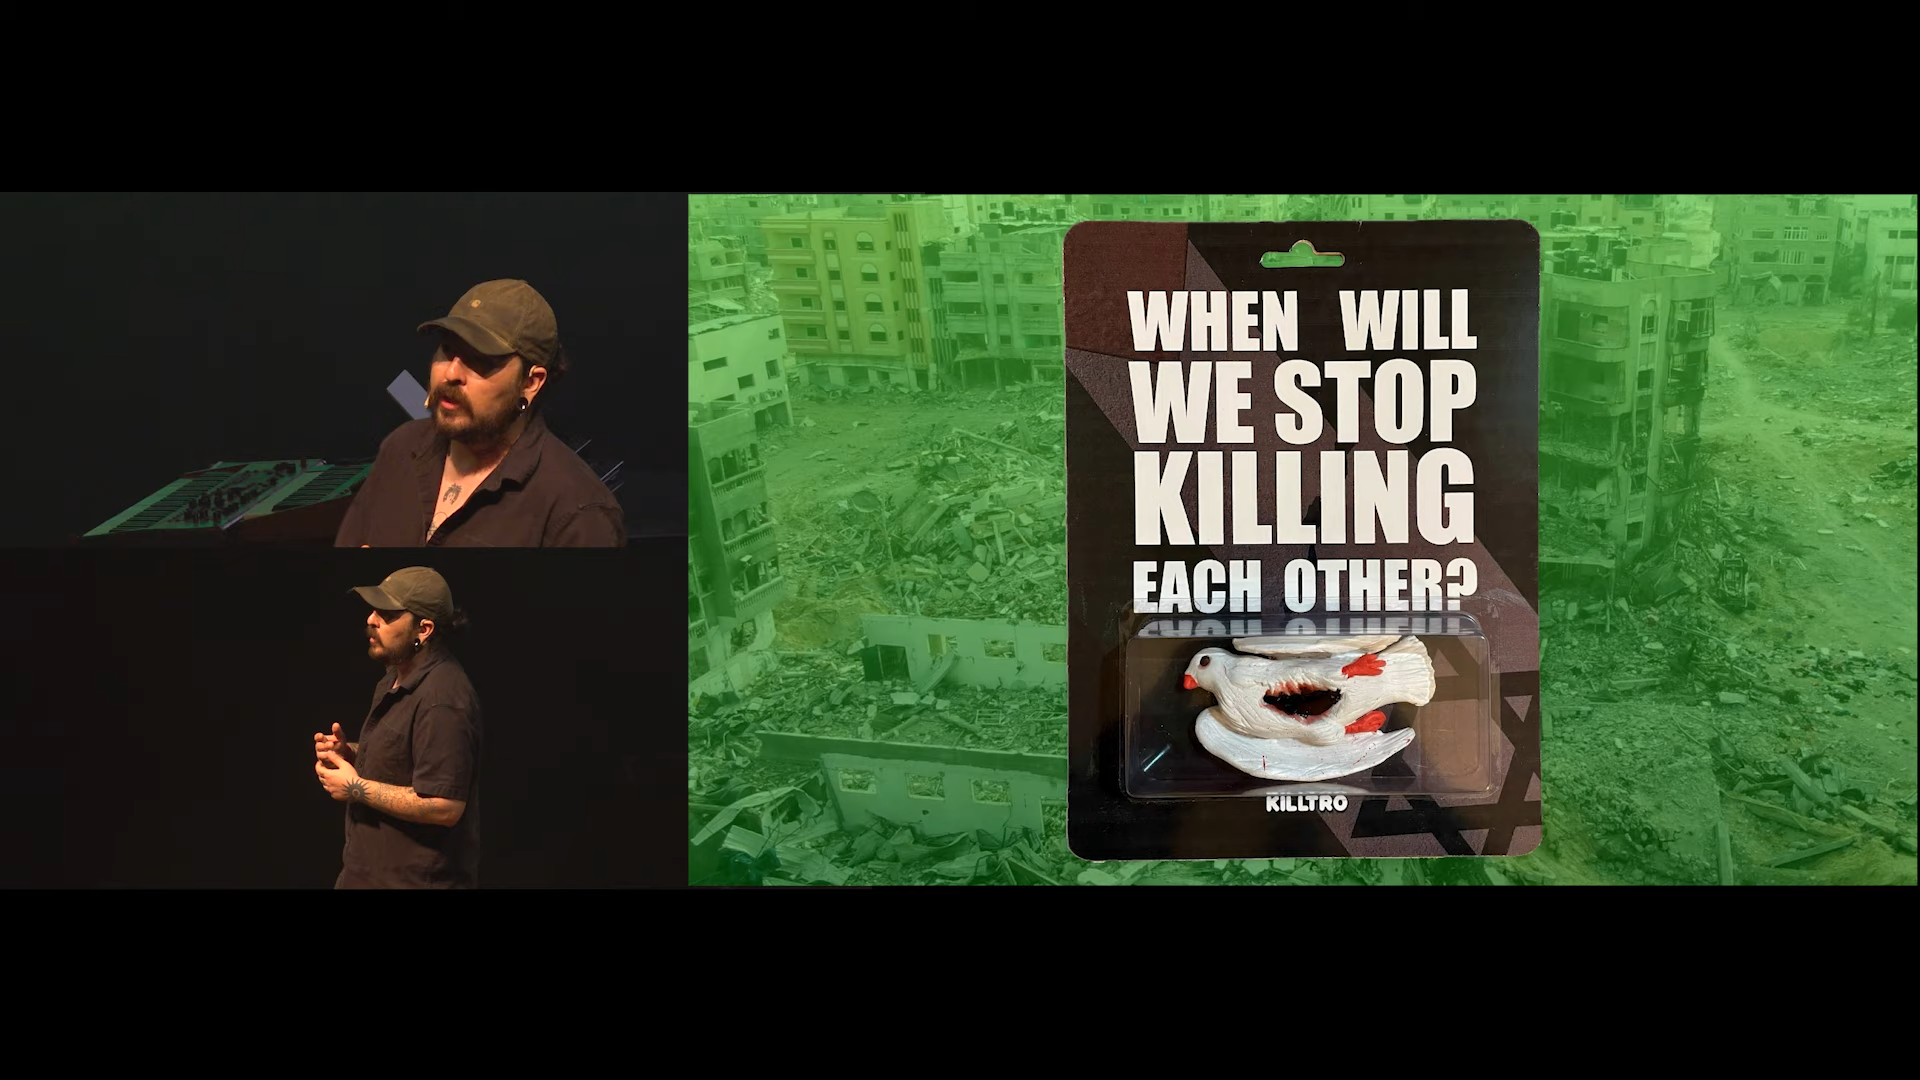 WHEN WILL
WE STOP
KILLING
EACH OTHER?
KILLTRO